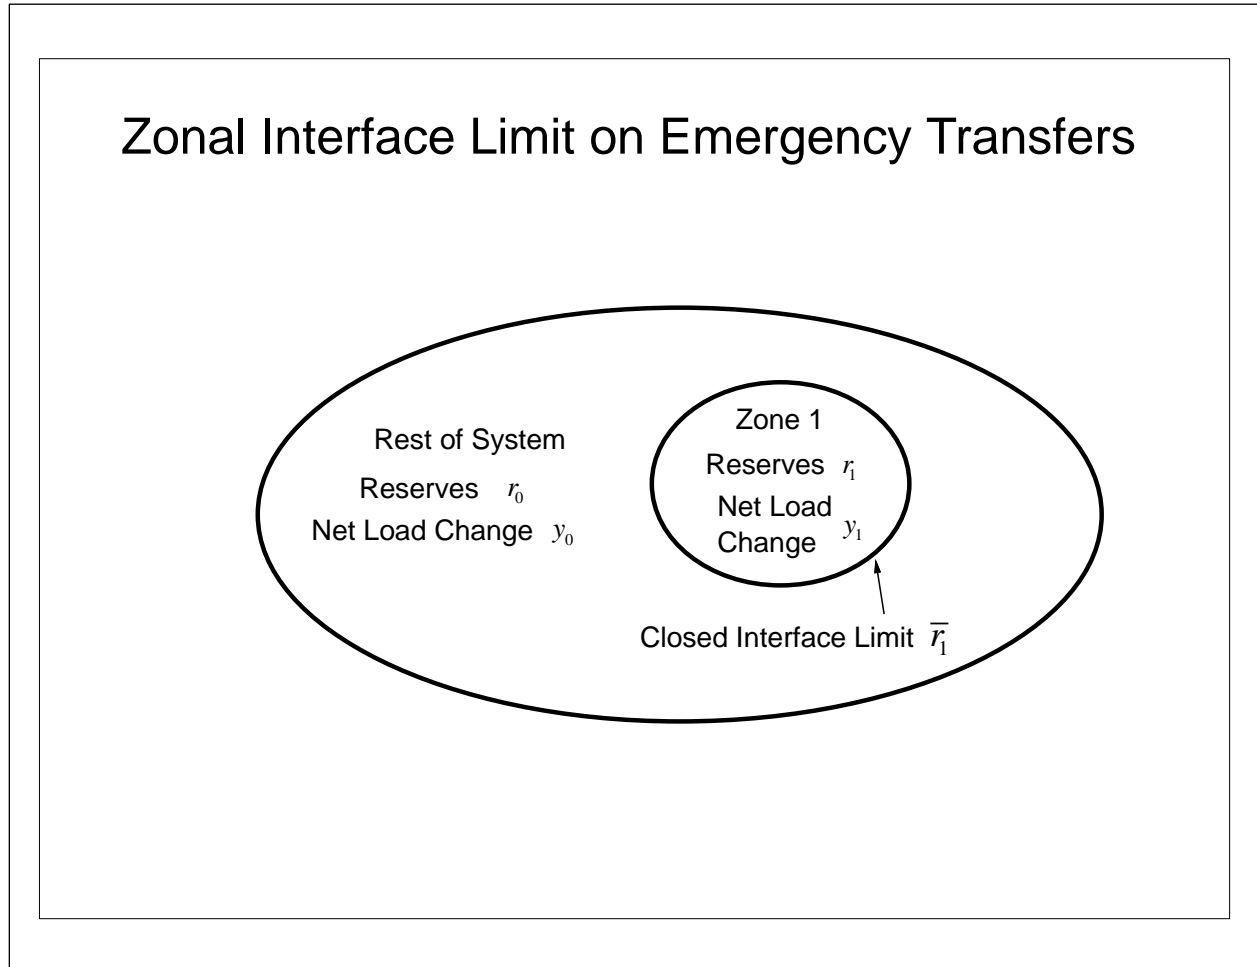 Zonal Interface Limit on Emergency Transfers
Rest of System
Reserves r₀
Net Load Change y₀
Zone 1
Reserves r₁
Net Load
Change y₁
Closed Interface Limit r̅₁